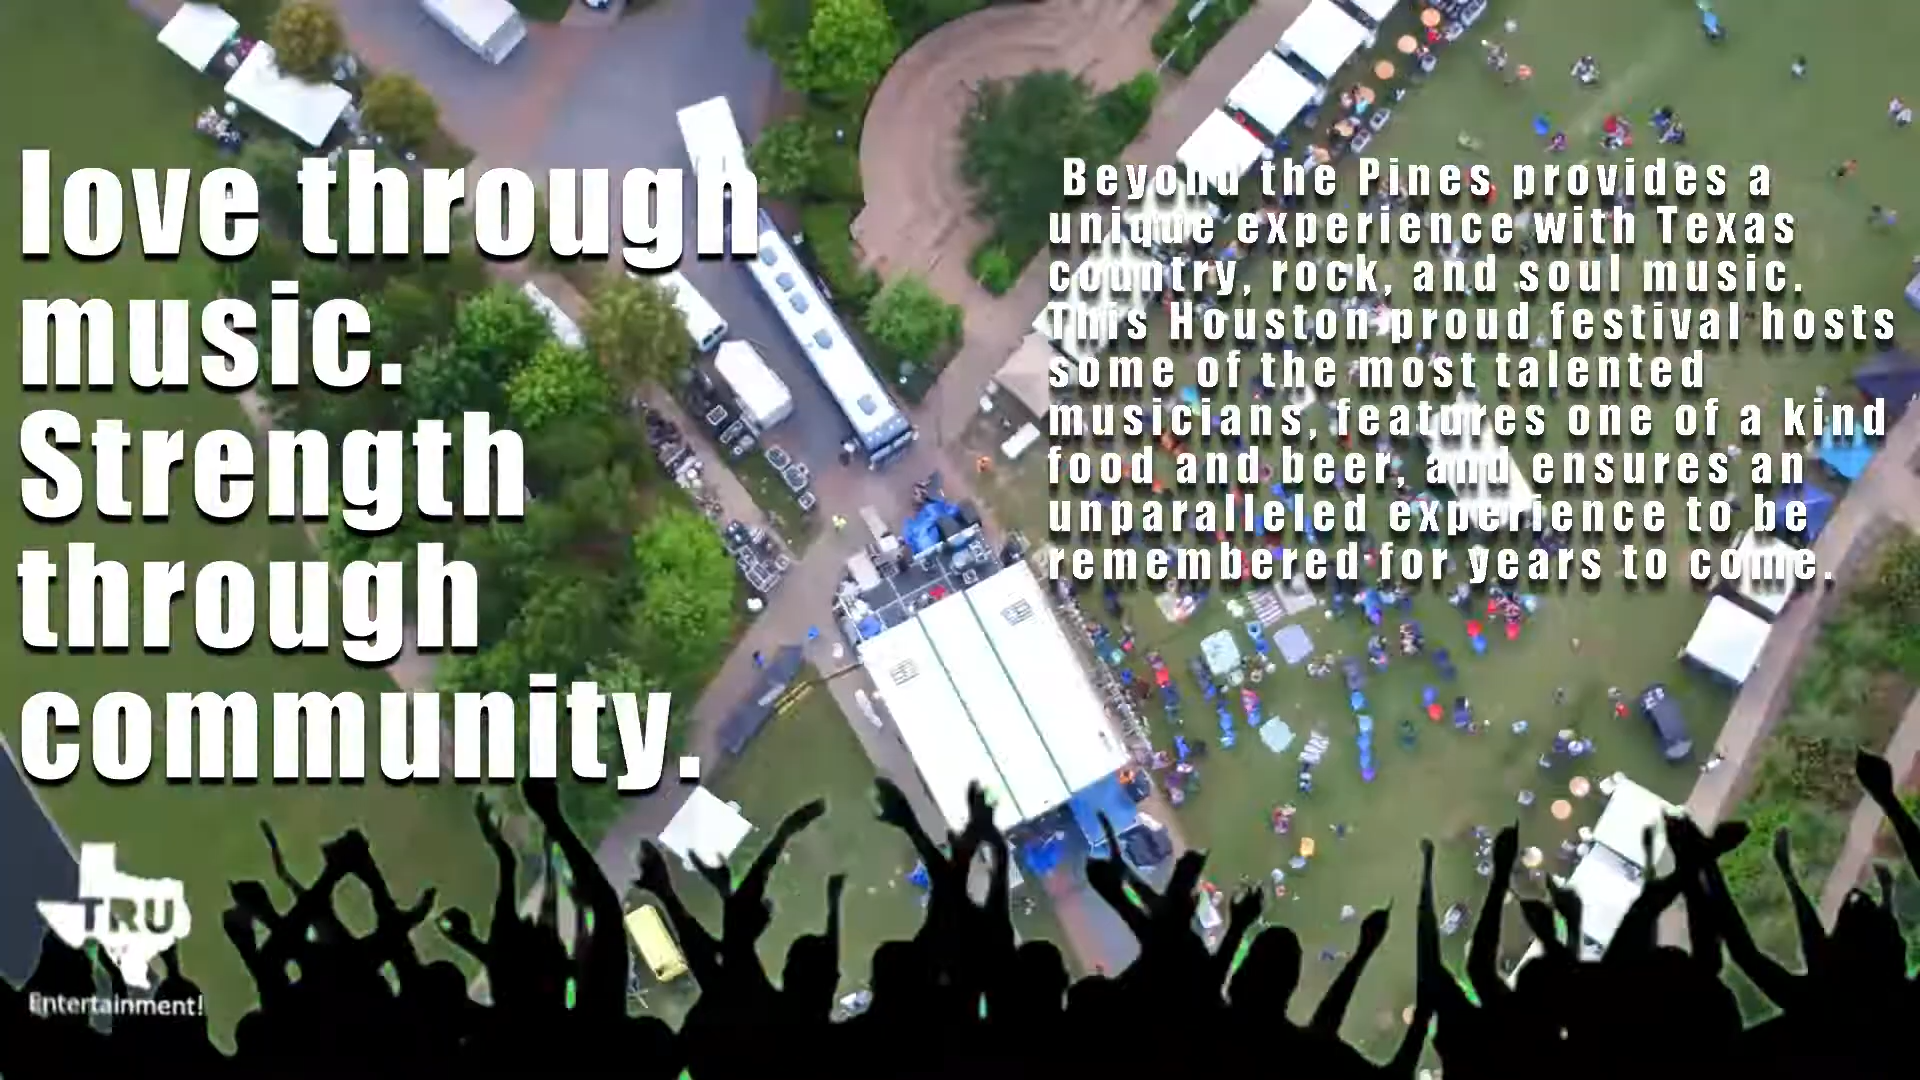 love through
music.
Strength
through
community.
Beyond the Pines provides a
unique experience with Texas
country, rock, and soul music.
This Houston proud festival hosts
some of the most talented
musicians, features one of a kind
food and beer, and ensures an
unparalleled experience to be
remembered for years to come.
TRU
Entertainment!